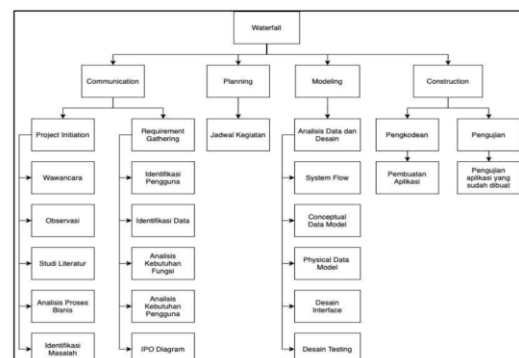 Waterfall
Communication
Planning
Modeling
Construction
Project Initiation
Requirement
Gathering
Jadwal Kegiatan
Analisis Data dan
Desain
Pengkodean
Pengujian
Wawancara
Identifikasi
Pengguna
System Flow
Pembuatan
Aplikasi
Pengujian
aplikasi yang
sudah dibuat
Observasi
Identifikasi Data
Conceptual
Data Model
Studi Literatur
Analisis
Kebutuhan
Fungsi
Physical Data
Model
Analisis Proses
Bisnis
Analisis
Kebutuhan
Pengguna
Desain
Interface
Identifikasi
Masalah
IPO Diagram
Desain Testing